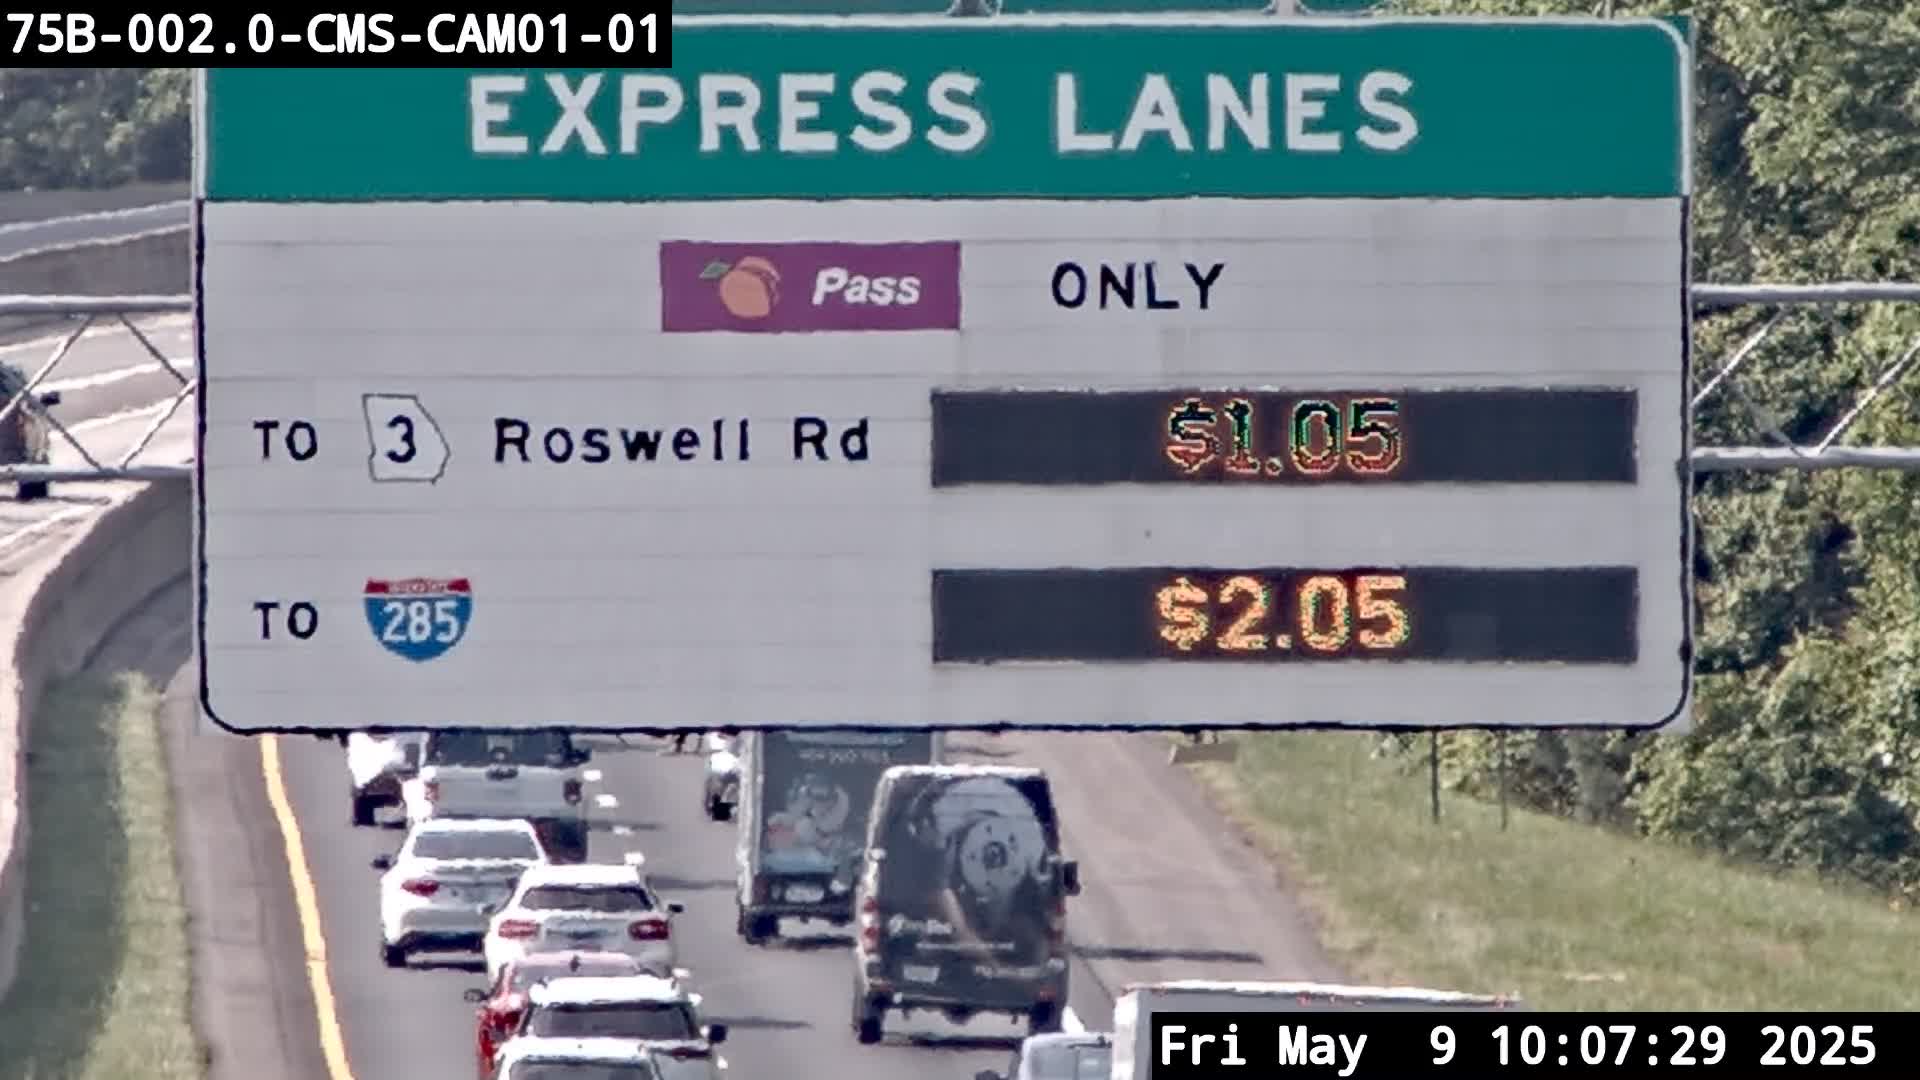 75B-002.0-CMS-CAM01-01
EXPRESS LANES
Pass ONLY
TO 3 Roswell Rd $1.05
TO 285 $2.05
Fri May 9 10:07:29 2025